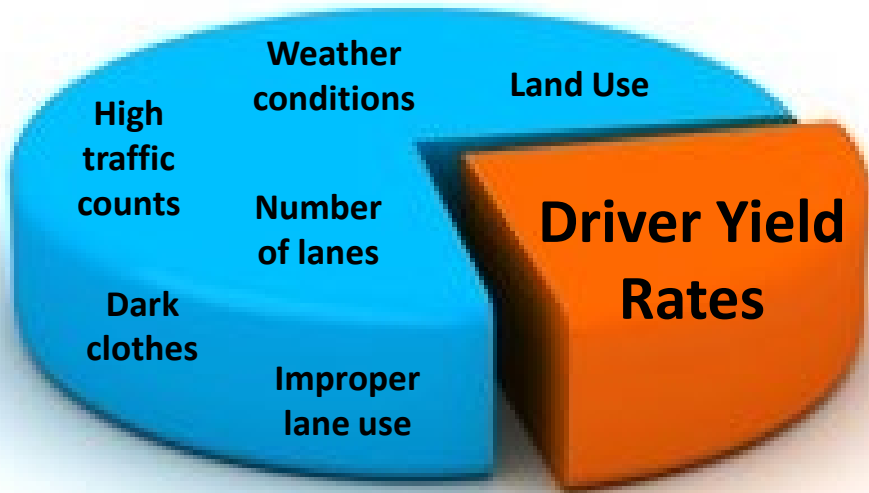 Weather
conditions
Land Use
High
traffic
counts
Number
of lanes
Driver Yield
Rates
Dark
clothes
Improper
lane use